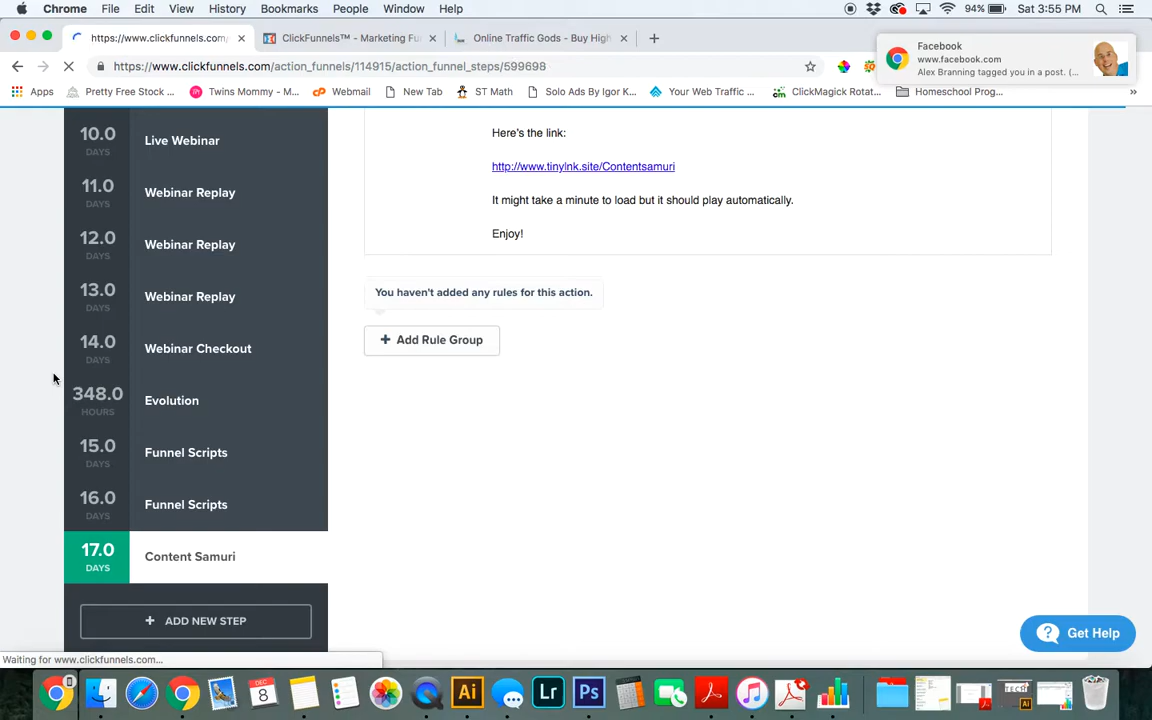 Chrome File Edit View History Bookmarks People Window Help 94% Sat 3:55 PM
https://www.clickfunnels.com/ ClickFunnels™ - Marketing Fu Online Traffic Gods - Buy High
https://www.clickfunnels.com/action_funnels/114915/action_funnel_steps/599698
Facebook
www.facebook.com
Alex Branning tagged you in a post. (...
Apps Pretty Free Stock ... Twins Mommy - M... Webmail New Tab ST Math Solo Ads By Igor K... Your Web Traffic ... ClickMagick Rotat... Homeschool Prog... »
10.0 DAYS Live Webinar
11.0 DAYS Webinar Replay
12.0 DAYS Webinar Replay
13.0 DAYS Webinar Replay
14.0 DAYS Webinar Checkout
348.0 HOURS Evolution
15.0 DAYS Funnel Scripts
16.0 DAYS Funnel Scripts
17.0 DAYS Content Samuri
+ ADD NEW STEP
Here's the link:
http://www.tinylnk.site/Contentsamuri
It might take a minute to load but it should play automatically.
Enjoy!
You haven't added any rules for this action.
+ Add Rule Group
? Get Help
Waiting for www.clickfunnels.com...
DEC
8
Ai Lr Ps